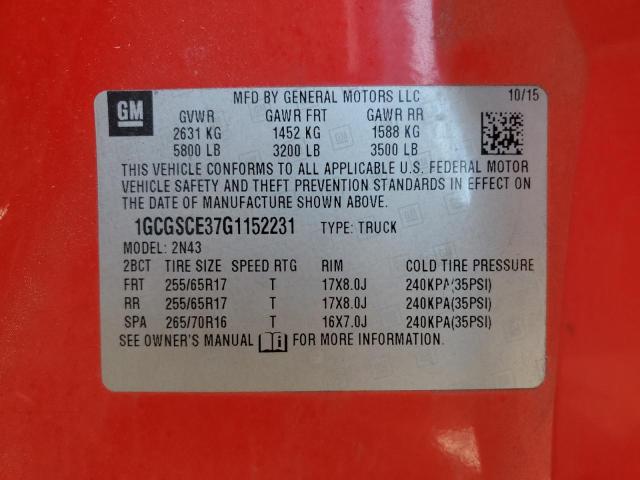 GM
MFD BY GENERAL MOTORS LLC 10/15
GVWR GAWR FRT GAWR RR
2631 KG 1452 KG 1588 KG
5800 LB 3200 LB 3500 LB
THIS VEHICLE CONFORMS TO ALL APPLICABLE U.S. FEDERAL MOTOR
VEHICLE SAFETY AND THEFT PREVENTION STANDARDS IN EFFECT ON
THE DATE OF MANUFACTURE SHOWN ABOVE.
1GCGSCE37G1152231 TYPE: TRUCK
MODEL: 2N43
2BCT TIRE SIZE SPEED RTG RIM COLD TIRE PRESSURE
FRT 255/65R17 T 17X8.0J 240KPA(35PSI)
RR 255/65R17 T 17X8.0J 240KPA(35PSI)
SPA 265/70R16 T 16X7.0J 240KPA(35PSI)
SEE OWNER'S MANUAL i FOR MORE INFORMATION.